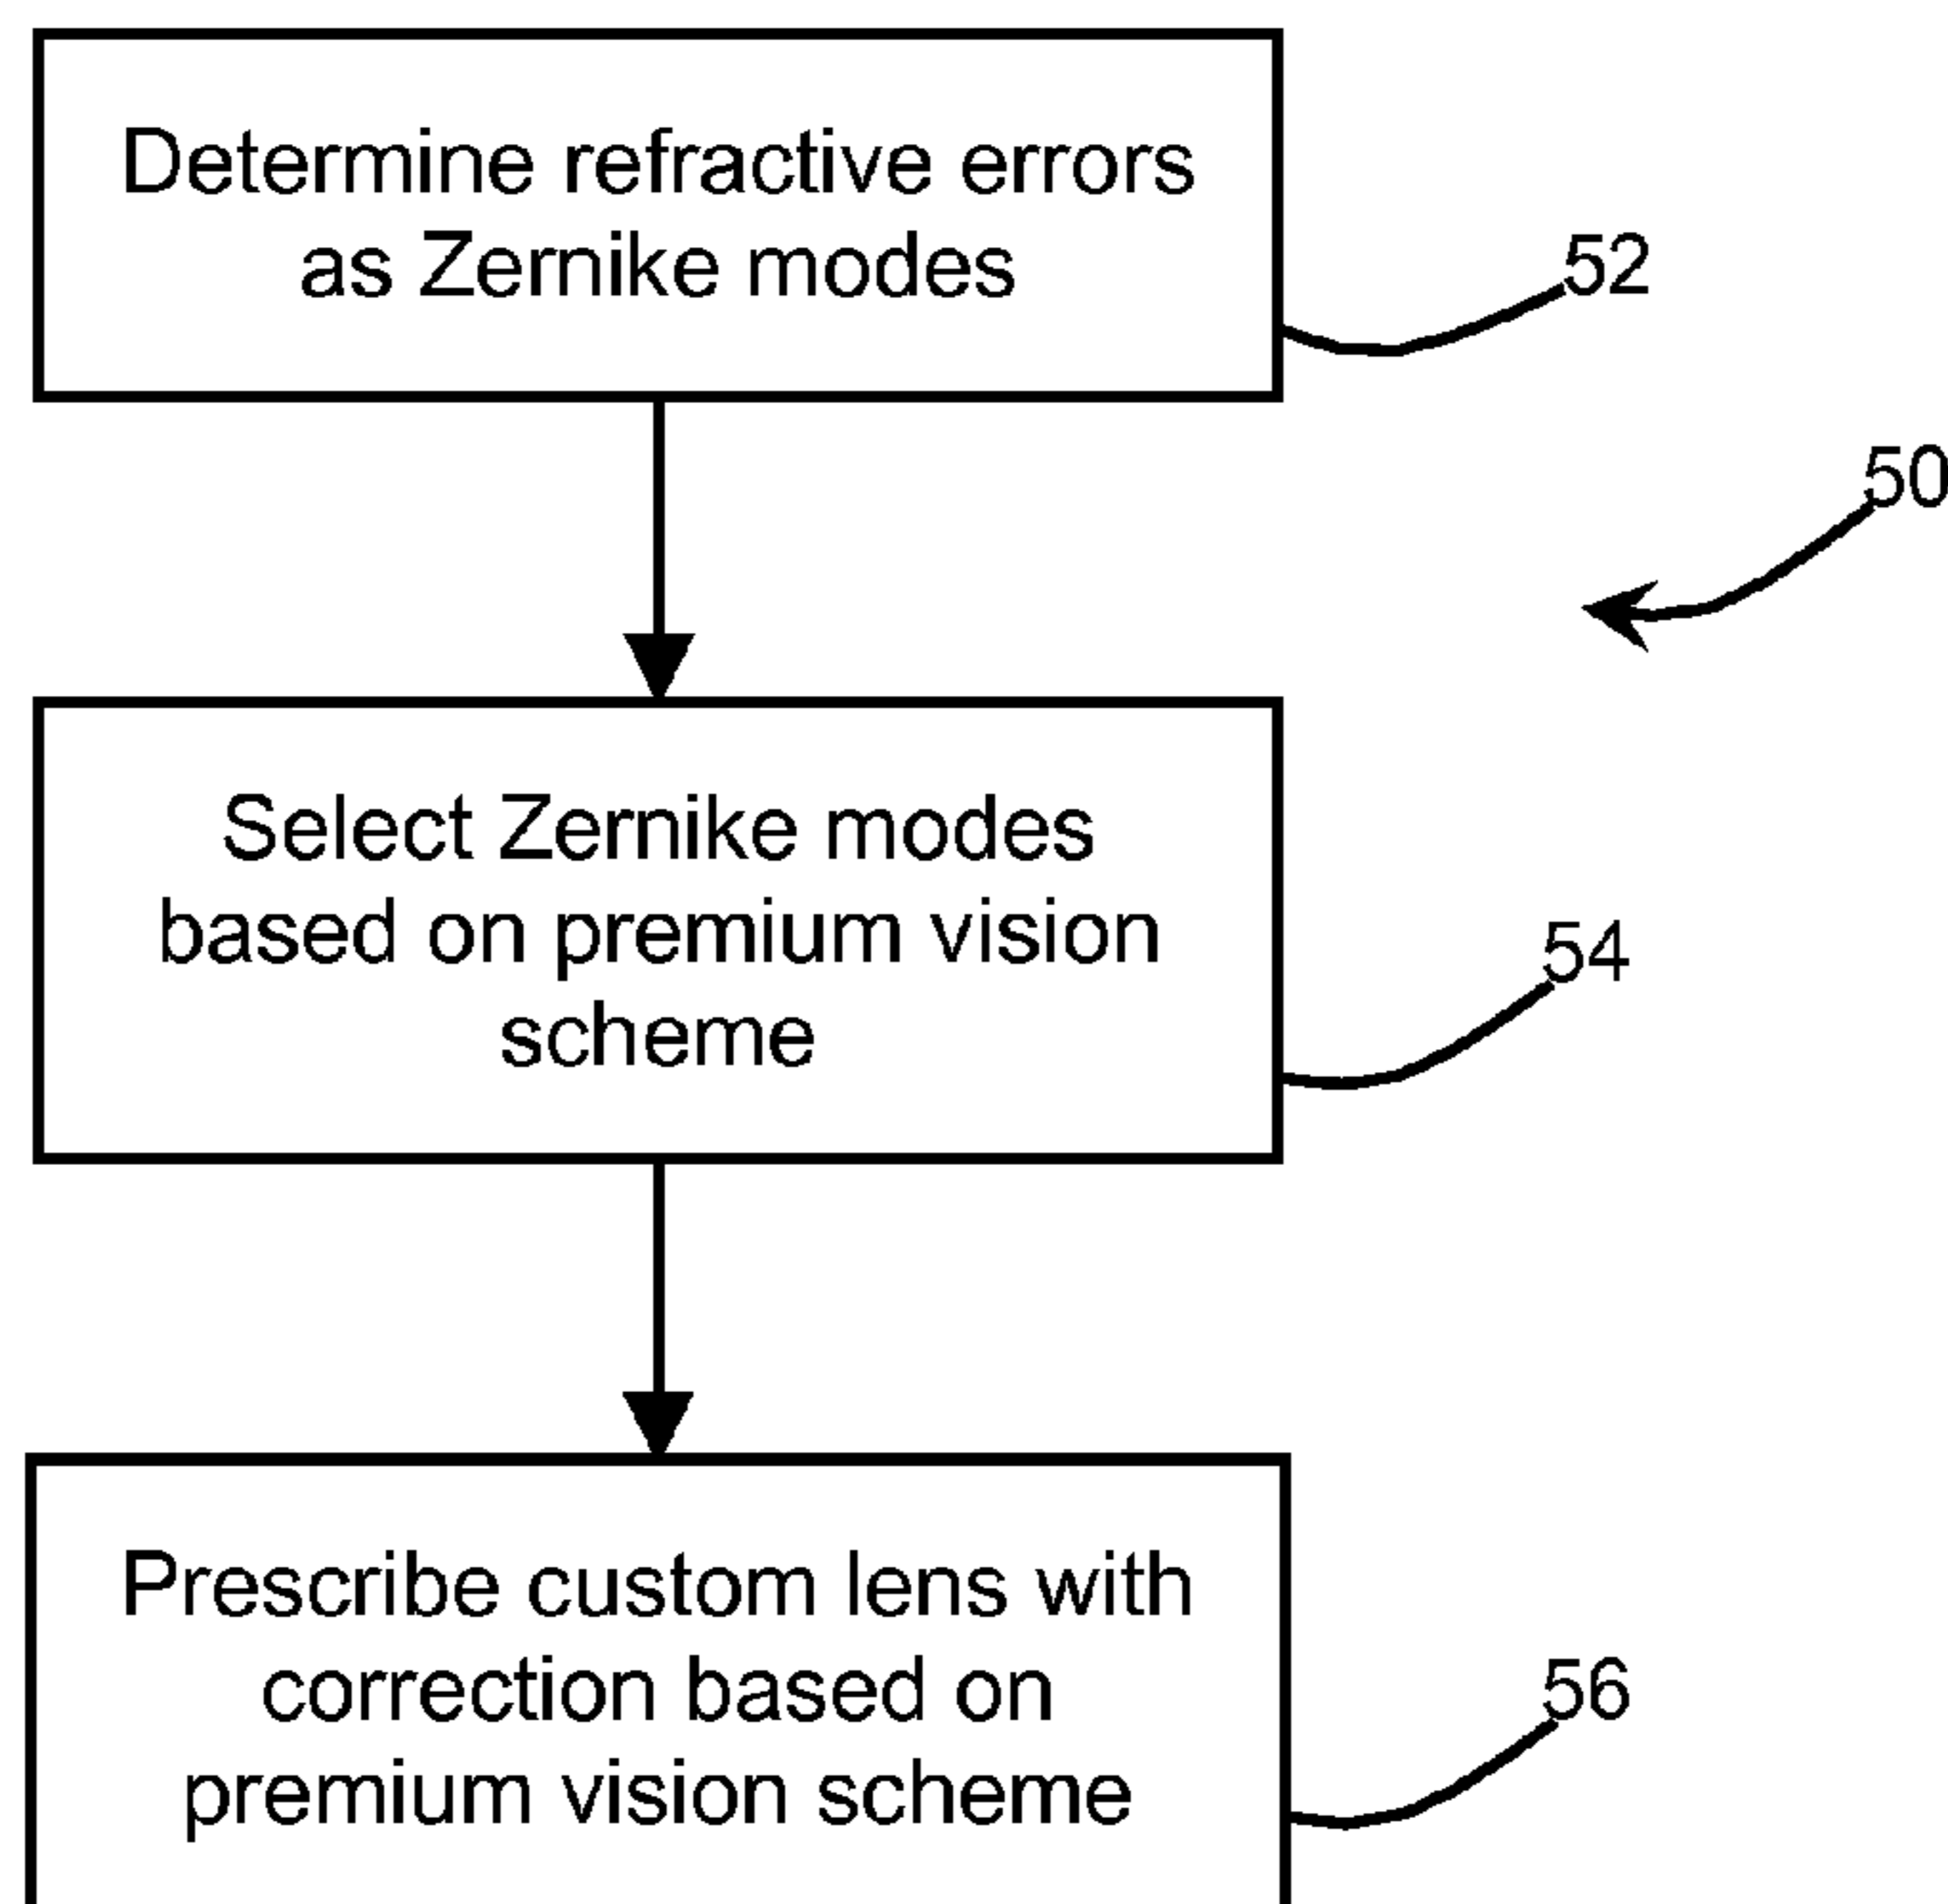 Determine refractive errors
as Zernike modes
52
50
Select Zernike modes
based on premium vision
scheme
54
Prescribe custom lens with
correction based on
premium vision scheme
56